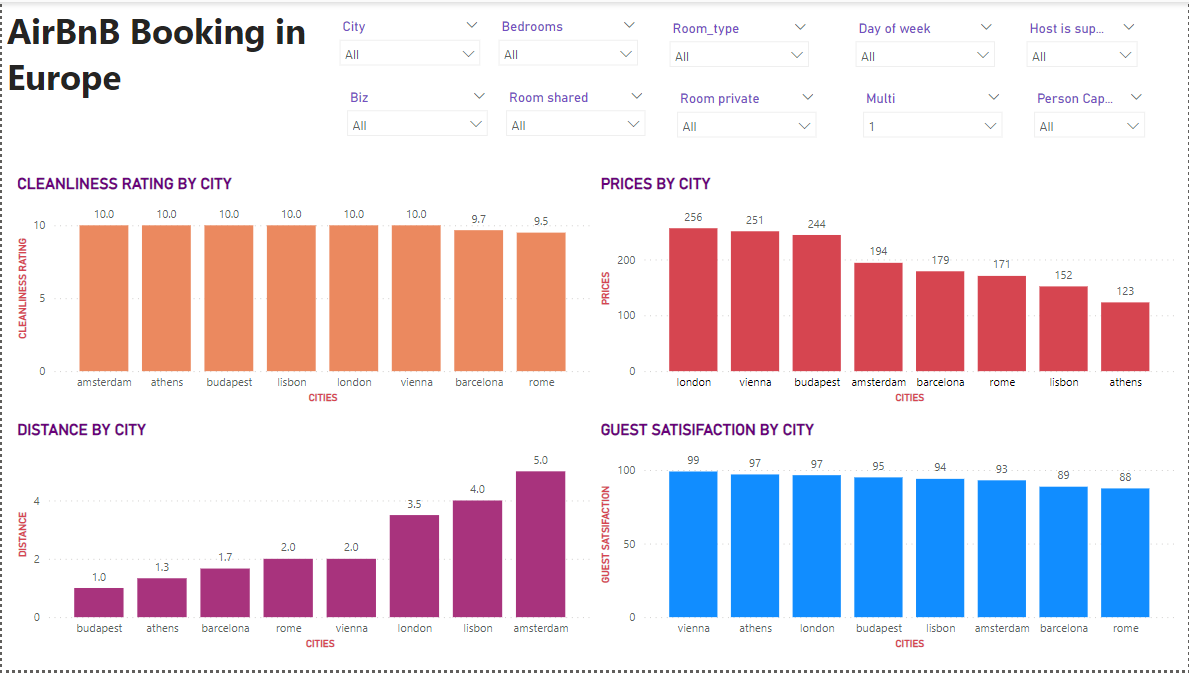 AirBnB Booking in
Europe
City
All
Bedrooms
All
Room_type
All
Day of week
All
Host is sup...
All
Biz
All
Room shared
All
Room private
All
Multi
1
Person Cap...
All
CLEANLINESS RATING BY CITY
10.0 10.0 10.0 10.0 10.0 10.0 9.7 9.5
10
5
0
CLEANLINESS RATING
amsterdam athens budapest lisbon london vienna barcelona rome
CITIES
PRICES BY CITY
256 251 244 194 179 171 152 123
200
100
0
PRICES
london vienna budapest amsterdam barcelona rome lisbon athens
CITIES
DISTANCE BY CITY
1.0 1.3 1.7 2.0 2.0 3.5 4.0 5.0
4
2
0
DISTANCE
budapest athens barcelona rome vienna london lisbon amsterdam
CITIES
GUEST SATISIFACTION BY CITY
99 97 97 95 94 93 89 88
100
50
0
GUEST SATSIFACTION
vienna athens london budapest lisbon amsterdam barcelona rome
CITIES